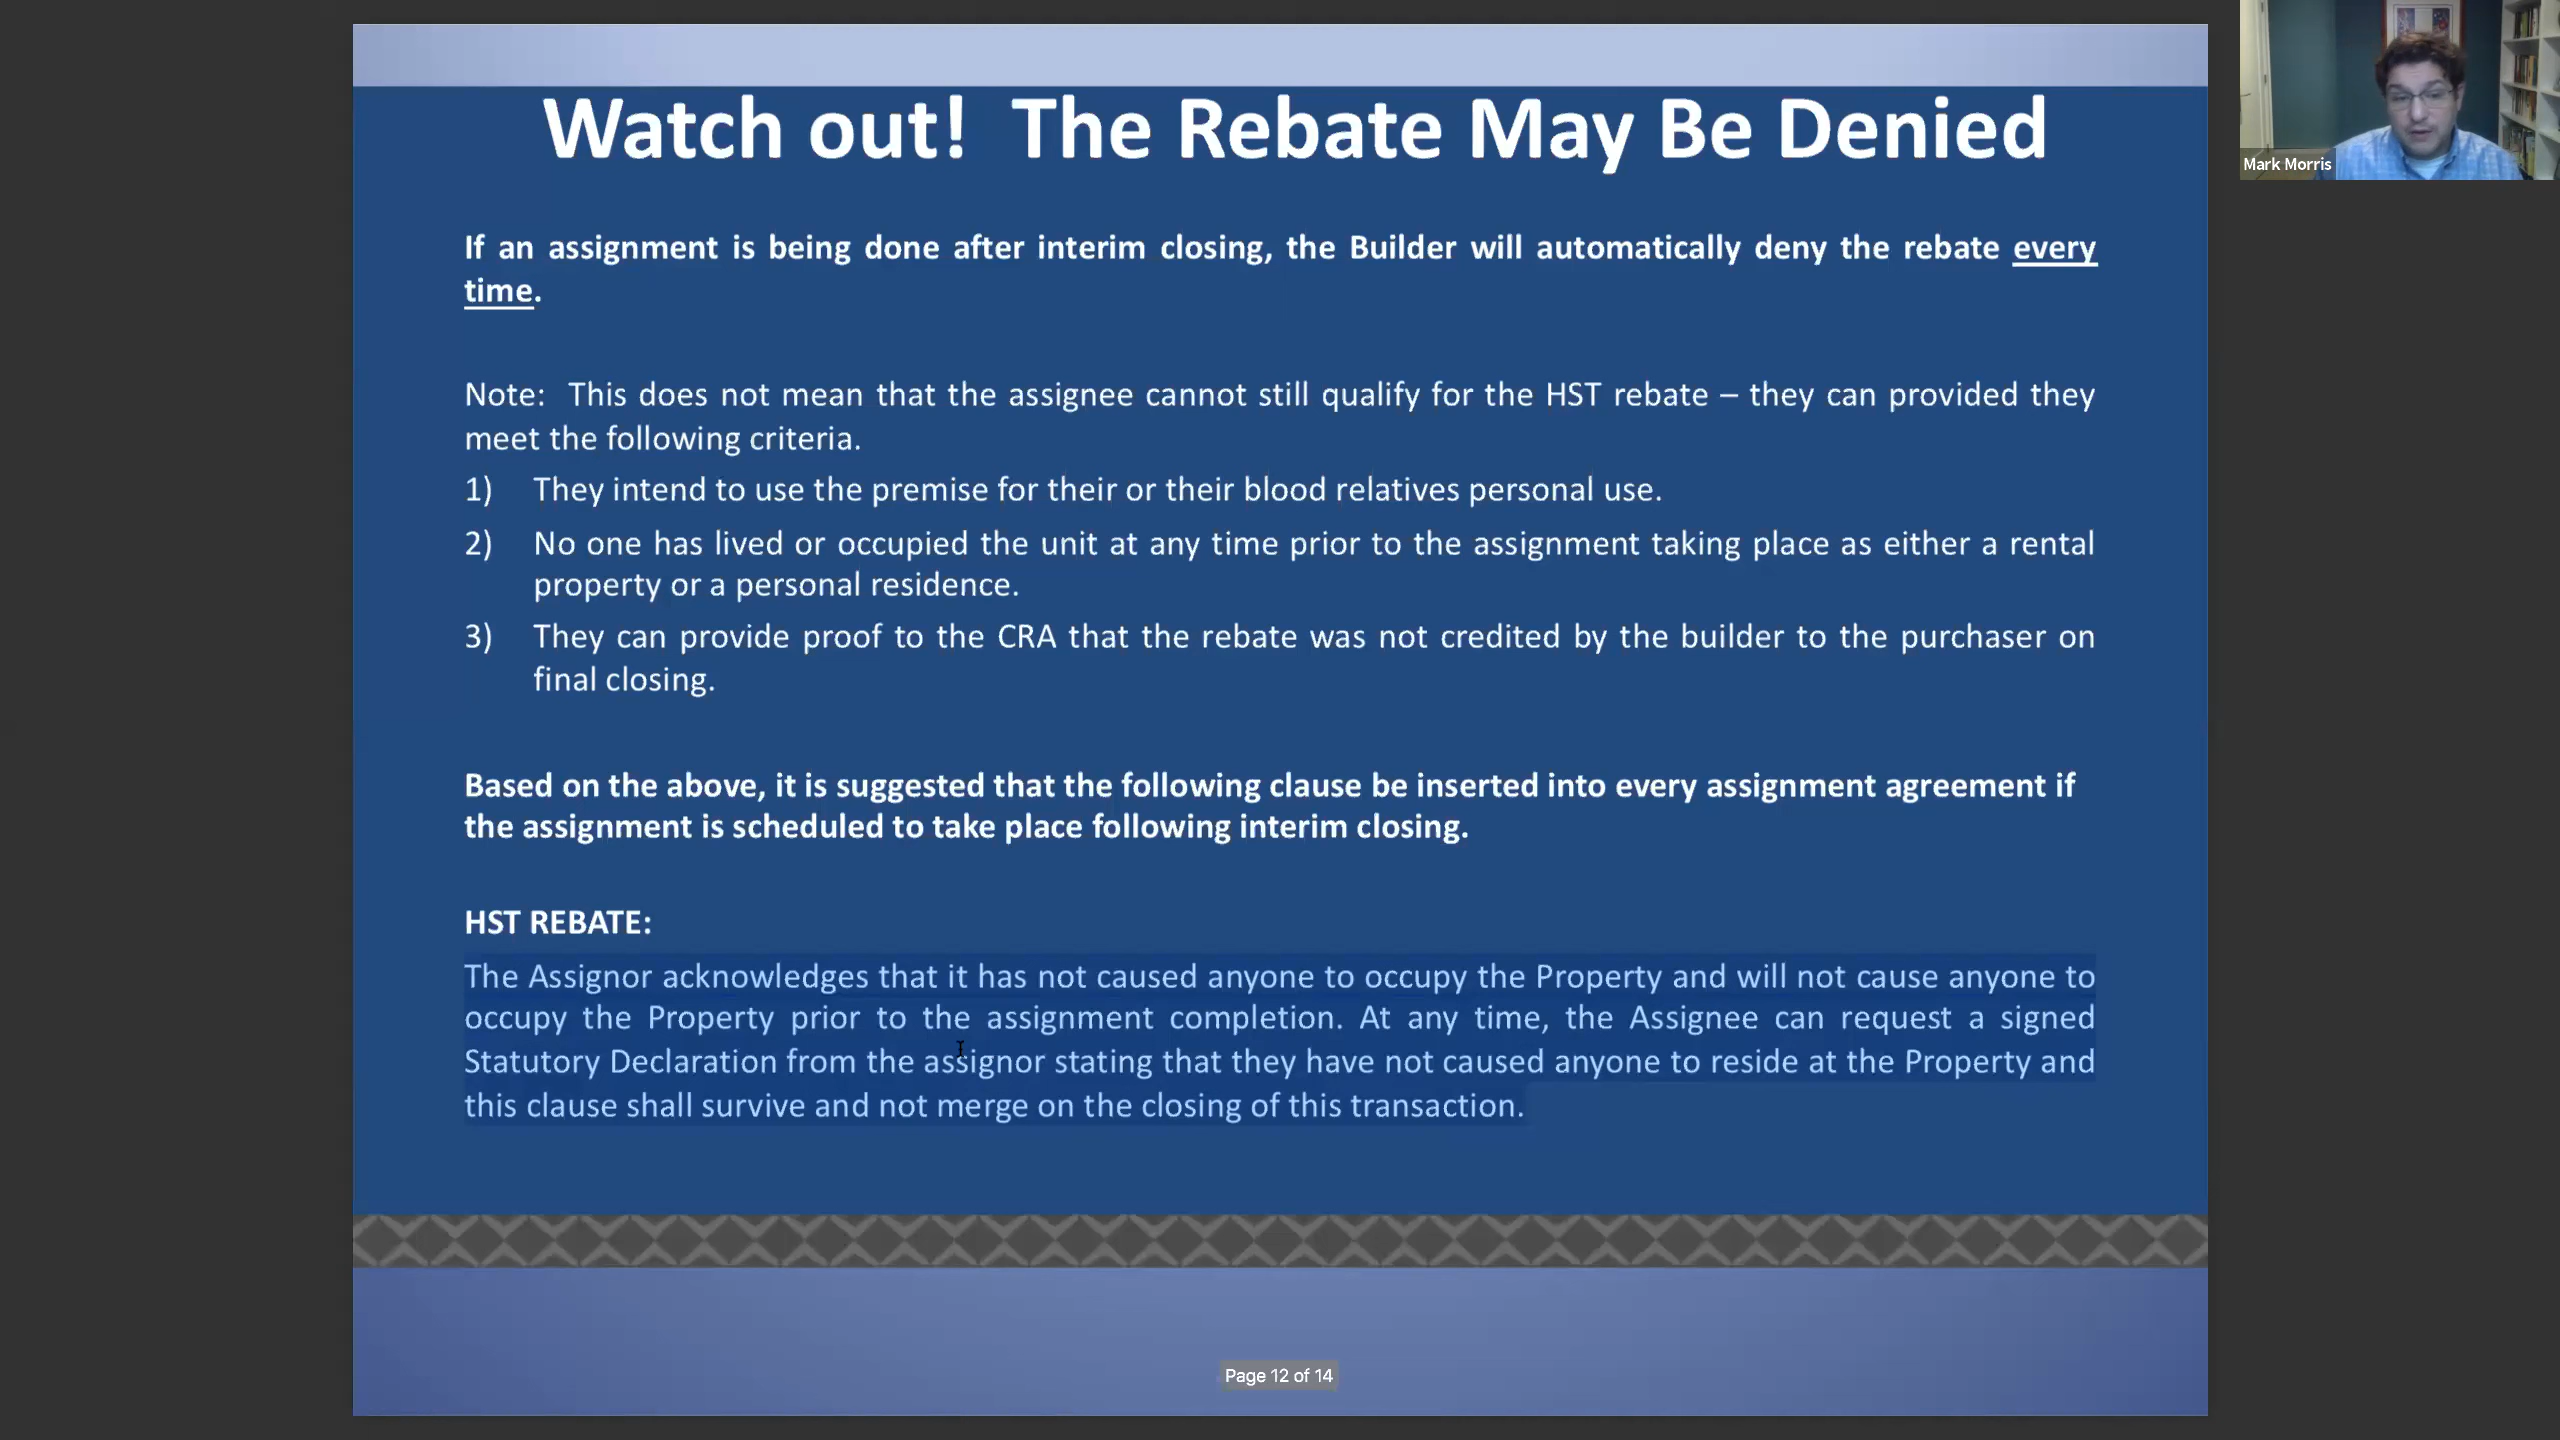 Watch out!  The Rebate May Be Denied
Mark Morris
If an assignment is being done after interim closing, the Builder will automatically deny the rebate every
time.
Note:  This does not mean that the assignee cannot still qualify for the HST rebate – they can provided they
meet the following criteria.
1) They intend to use the premise for their or their blood relatives personal use.
2) No one has lived or occupied the unit at any time prior to the assignment taking place as either a rental
property or a personal residence.
3) They can provide proof to the CRA that the rebate was not credited by the builder to the purchaser on
final closing.
Based on the above, it is suggested that the following clause be inserted into every assignment agreement if
the assignment is scheduled to take place following interim closing.
HST REBATE:
The Assignor acknowledges that it has not caused anyone to occupy the Property and will not cause anyone to
occupy the Property prior to the assignment completion. At any time, the Assignee can request a signed
Statutory Declaration from the assignor stating that they have not caused anyone to reside at the Property and
this clause shall survive and not merge on the closing of this transaction.
Page 12 of 14